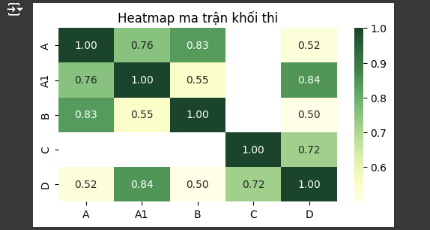 Heatmap ma trận khối thi
A 1.00 0.76 0.83 0.52
A1 0.76 1.00 0.55 0.84
B 0.83 0.55 1.00 0.50
C 1.00 0.72
D 0.52 0.84 0.50 0.72 1.00
A A1 B C D
1.0
0.9
0.8
0.7
0.6